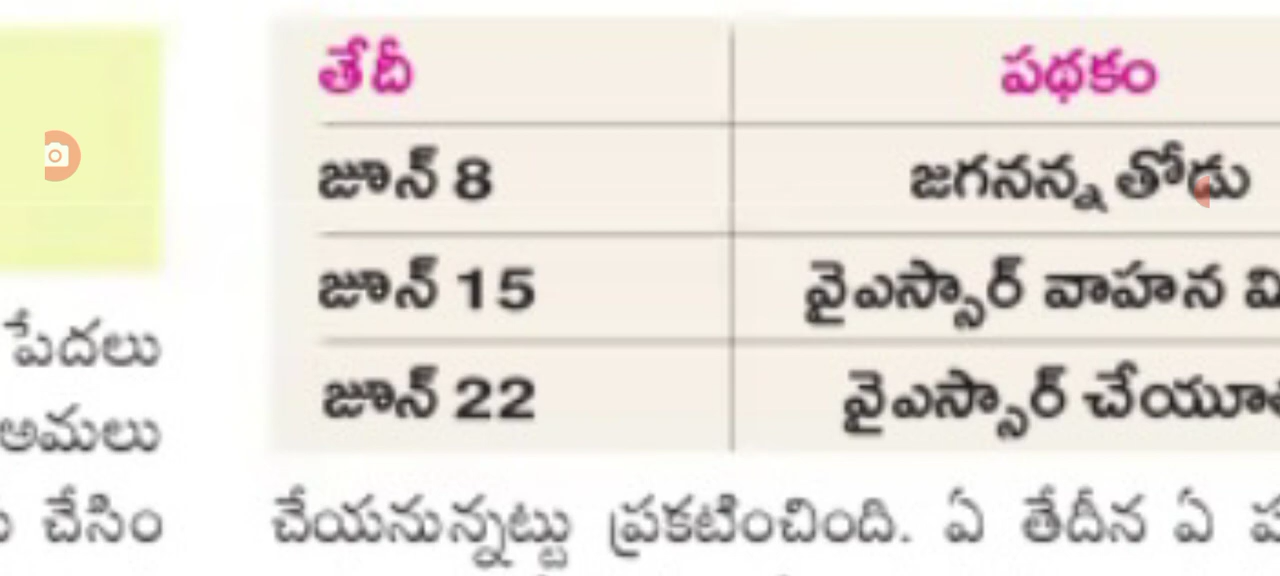 తేదీ పథకం
జూన్ 8 జగనన్న తోడు
జూన్ 15 వైఎస్సార్ వాహన
జూన్ 22 వైఎస్సార్
పేదలు
అమలు
చేసిం
చేయనున్నట్టు ప్రకటించింది. ఏ తేదీన ఏ